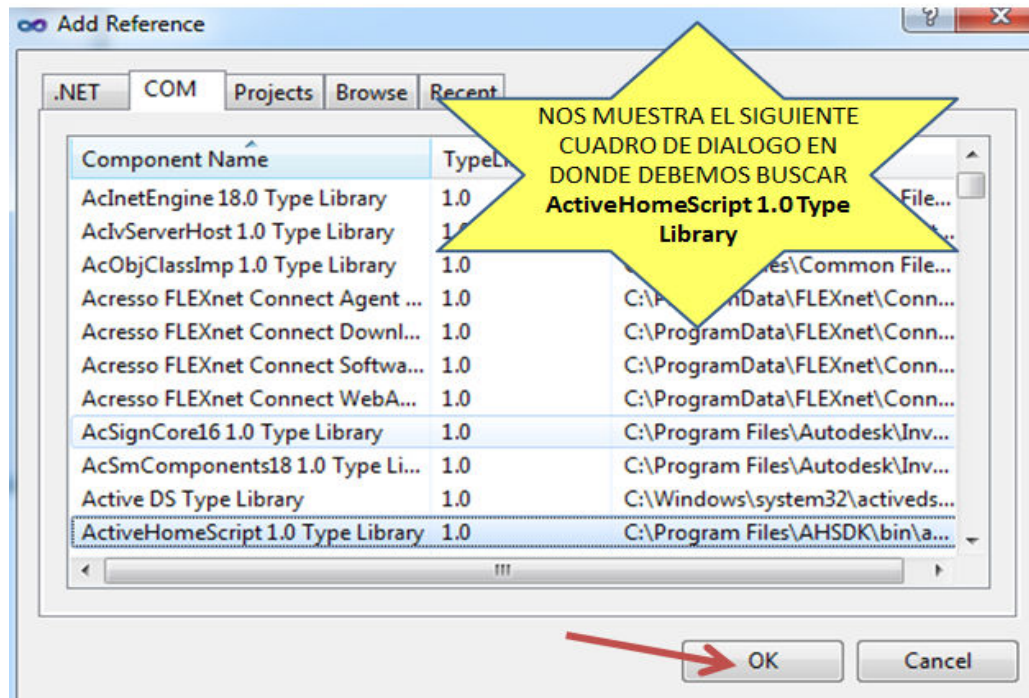 Add Reference
.NET COM Projects Browse Recent
NOS MUESTRA EL SIGUIENTE
CUADRO DE DIALOGO EN
DONDE DEBEMOS BUSCAR
ActiveHomeScript 1.0 Type
Library
Component Name
AcInetEngine 18.0 Type Library 1.0 File...
AcIvServerHost 1.0 Type Library
AcObjClassImp 1.0 Type Library 1.0 Files\Common File...
Acresso FLEXnet Connect Agent ... 1.0 C:\ProgramData\FLEXnet\Conn...
Acresso FLEXnet Connect Downl... 1.0 C:\ProgramData\FLEXnet\Conn...
Acresso FLEXnet Connect Softwa... 1.0 C:\ProgramData\FLEXnet\Conn...
Acresso FLEXnet Connect WebA... 1.0 C:\ProgramData\FLEXnet\Conn...
AcSignCore16 1.0 Type Library 1.0 C:\Program Files\Autodesk\Inv...
AcSmComponents18 1.0 Type Li... 1.0 C:\Program Files\Autodesk\Inv...
Active DS Type Library 1.0 C:\Windows\system32\activeds...
ActiveHomeScript 1.0 Type Library 1.0 C:\Program Files\AHSDK\bin\a...
OK Cancel